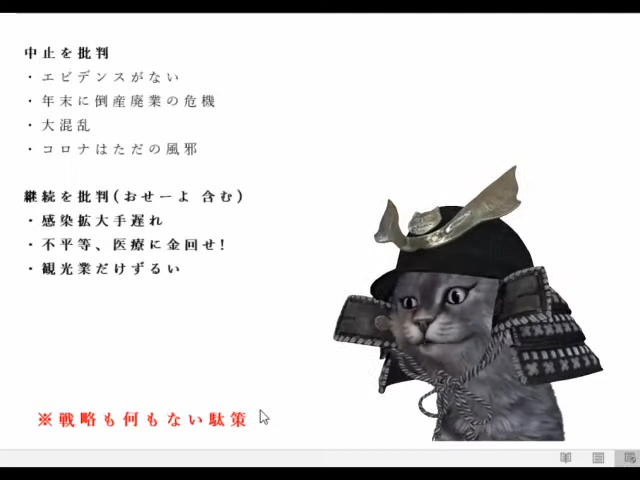 中止を批判
・エビデンスがない
・年末に倒産廃業の危機
・大混乱
・コロナはただの風邪
継続を批判(おせーよ 含む)
・感染拡大手遅れ
・不平等、医療に金回せ!
・観光業だけずるい
※戦略も何もない駄策